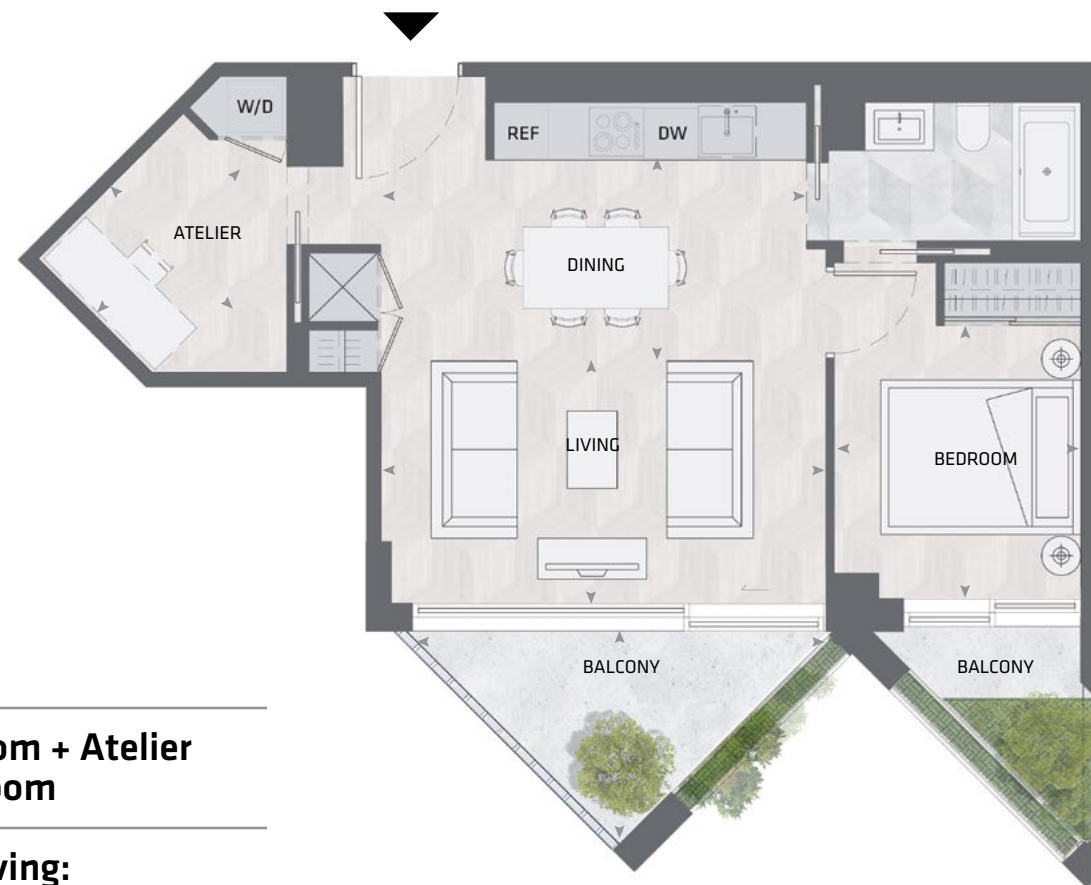 W/D
REF
DW
ATELIER
DINING
LIVING
BEDROOM
BALCONY
BALCONY
om + Atelier
oom
ving: